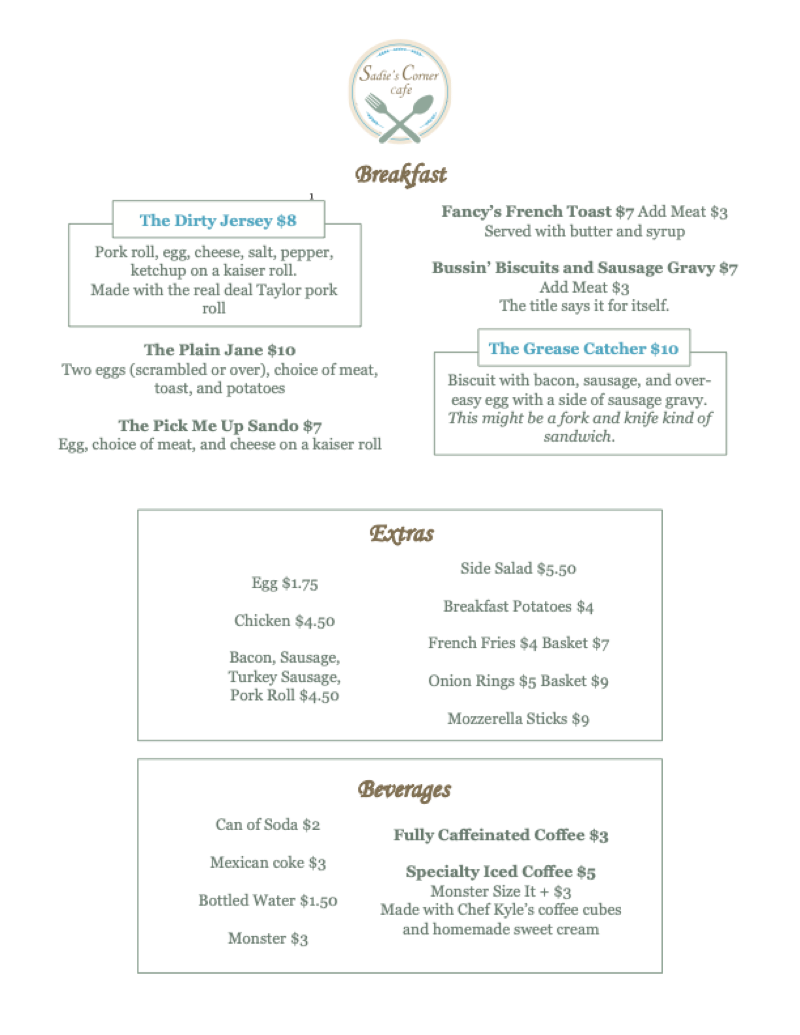 Sadie's Corner
cafe
Breakfast
1
The Dirty Jersey $8
Pork roll, egg, cheese, salt, pepper,
ketchup on a kaiser roll.
Made with the real deal Taylor pork
roll
The Plain Jane $10
Two eggs (scrambled or over), choice of meat,
toast, and potatoes
The Pick Me Up Sando $7
Egg, choice of meat, and cheese on a kaiser roll
Fancy's French Toast $7 Add Meat $3
Served with butter and syrup
Bussin' Biscuits and Sausage Gravy $7
Add Meat $3
The title says it for itself.
The Grease Catcher $10
Biscuit with bacon, sausage, and over-
easy egg with a side of sausage gravy.
This might be a fork and knife kind of
sandwich.
Extras
Egg $1.75
Chicken $4.50
Bacon, Sausage,
Turkey Sausage,
Pork Roll $4.50
Side Salad $5.50
Breakfast Potatoes $4
French Fries $4 Basket $7
Onion Rings $5 Basket $9
Mozzerella Sticks $9
Beverages
Can of Soda $2
Mexican coke $3
Bottled Water $1.50
Monster $3
Fully Caffeinated Coffee $3
Specialty Iced Coffee $5
Monster Size It + $3
Made with Chef Kyle's coffee cubes
and homemade sweet cream